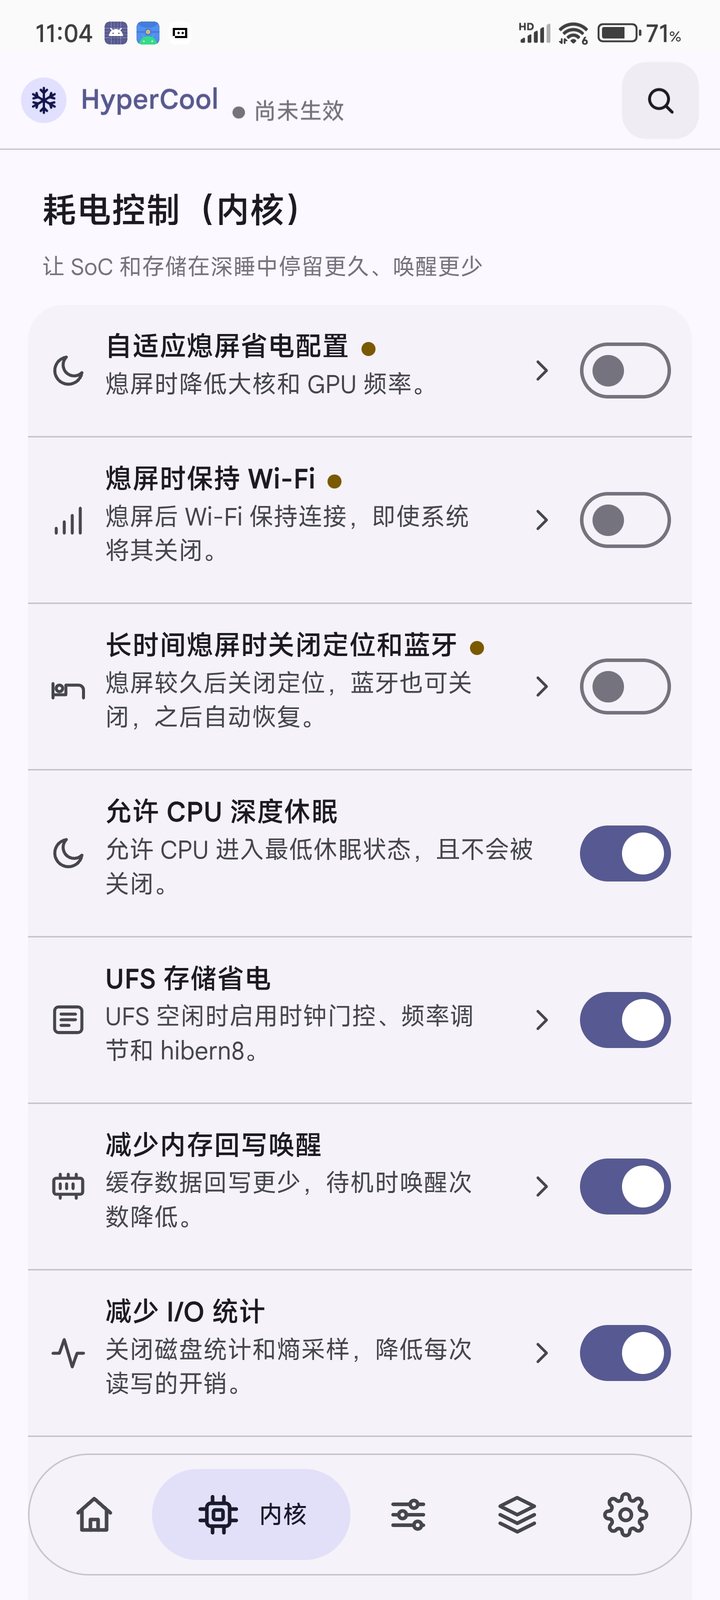 11:04 HD 6 71%
HyperCool 尚未生效
耗电控制（内核）
让 SoC 和存储在深睡中停留更久、唤醒更少
自适应熄屏省电配置
熄屏时降低大核和 GPU 频率。
熄屏时保持 Wi-Fi
熄屏后 Wi-Fi 保持连接，即使系统
将其关闭。
长时间熄屏时关闭定位和蓝牙
熄屏较久后关闭定位，蓝牙也可关
闭，之后自动恢复。
允许 CPU 深度休眠
允许 CPU 进入最低休眠状态，且不会被
关闭。
UFS 存储省电
UFS 空闲时启用时钟门控、频率调
节和 hibern8。
减少内存回写唤醒
缓存数据回写更少，待机时唤醒次
数降低。
减少 I/O 统计
关闭磁盘统计和熵采样，降低每次
读写的开销。
内核